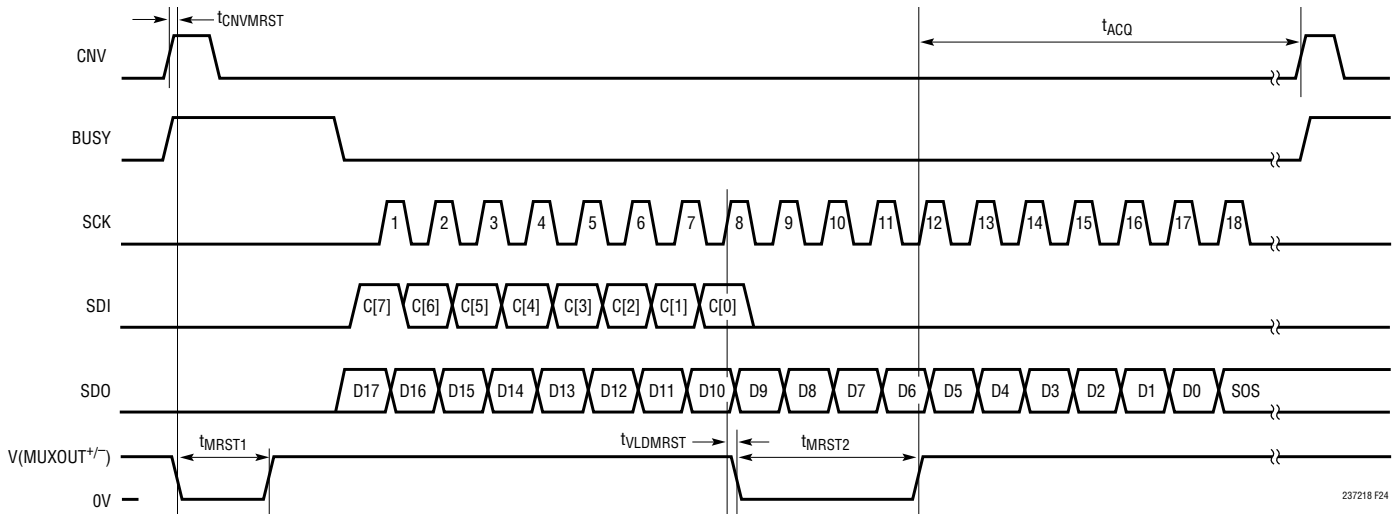 tCNVMRST
tACQ
CNV
BUSY
SCK 1 2 3 4 5 6 7 8 9 10 11 12 13 14 15 16 17 18
SDI C[7] C[6] C[5] C[4] C[3] C[2] C[1] C[0]
SDO D17 D16 D15 D14 D13 D12 D11 D10 D9 D8 D7 D6 D5 D4 D3 D2 D1 D0 SOS
tMRST1 tVLDMRST tMRST2
V(MUXOUT+/–)
0V
237218 F24